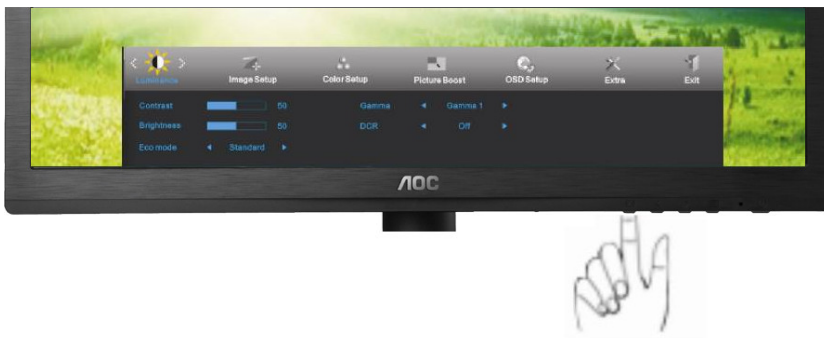 Luminance Image Setup Color Setup Picture Boost OSD Setup Extra Exit
Contrast 50 Gamma Gamma 1
Brightness 50 DCR Off
Eco mode Standard
AOC